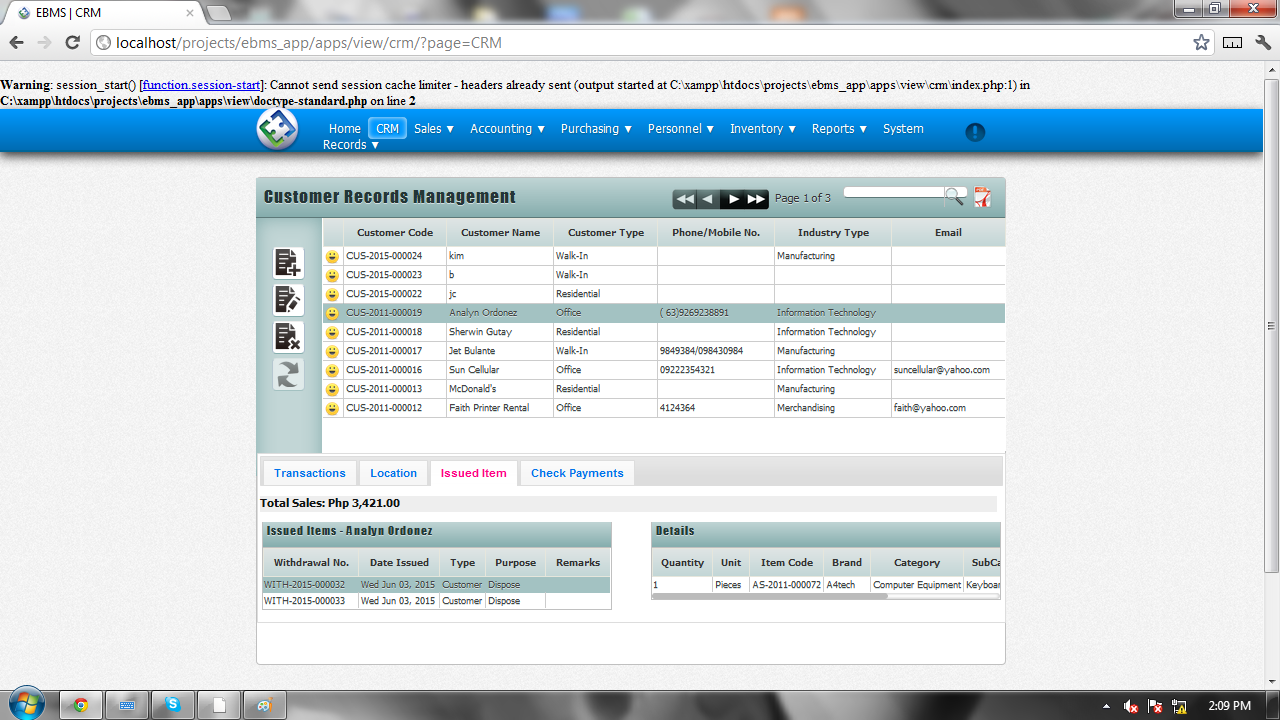 EBMS | CRM
localhost/projects/ebms_app/apps/view/crm/?page=CRM
Warning: session_start() [function.session-start]: Cannot send session cache limiter - headers already sent (output started at C:\xampp\htdocs\projects\ebms_app\apps\view\crm\index.php:1) in
C:\xampp\htdocs\projects\ebms_app\apps\view\doctype-standard.php on line 2
Home CRM Sales ▼ Accounting ▼ Purchasing ▼ Personnel ▼ Inventory ▼ Reports ▼ System
Records ▼
Customer Records Management Page 1 of 3
Customer Code Customer Name Customer Type Phone/Mobile No. Industry Type Email
CUS-2015-000024 kim Walk-In Manufacturing
CUS-2015-000023 b Walk-In
CUS-2015-000022 jc Residential
CUS-2011-000019 Analyn Ordonez Office ( 63)9269238891 Information Technology
CUS-2011-000018 Sherwin Gutay Residential Information Technology
CUS-2011-000017 Jet Bulante Walk-In 9849384/098430984 Manufacturing
CUS-2011-000016 Sun Cellular Office 09222354321 Information Technology suncellular@yahoo.com
CUS-2011-000013 McDonald's Residential Manufacturing
CUS-2011-000012 Faith Printer Rental Office 4124364 Merchandising faith@yahoo.com
Transactions Location Issued Item Check Payments
Total Sales: Php 3,421.00
Issued Items - Analyn Ordonez
Withdrawal No. Date Issued Type Purpose Remarks
WITH-2015-000032 Wed Jun 03, 2015 Customer Dispose
WITH-2015-000033 Wed Jun 03, 2015 Customer Dispose
Details
Quantity Unit Item Code Brand Category SubCa
1 Pieces AS-2011-000072 A4tech Computer Equipment Keyboar
2:09 PM